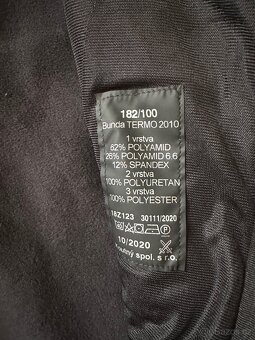 182/100
Bunda TERMO 2010
1 vrstva
62% POLYAMID
26% POLYAMID 6.6
12% SPANDEX
2 vrstva
100% POLYURETAN
3 vrstva
100% POLYESTER
18Z123 30111/2020
10/2020
spol. s r.o.